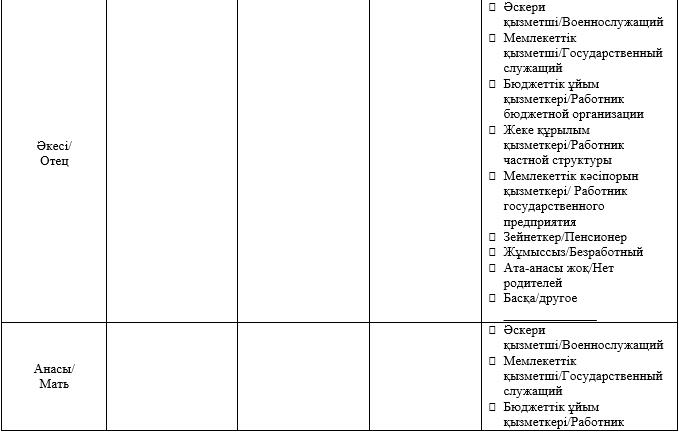 Әкесі/
Отец
Әскери
қызметші/Военнослужащий
Мемлекеттік
қызметші/Государственный
служащий
Бюджеттік ұйым
қызметкері/Работник
бюджетной организации
Жеке құрылым
қызметкері/Работник
частной структуры
Мемлекеттік кәсіпорын
қызметкері/ Работник
государственного
предприятия
Зейнеткер/Пенсионер
Жұмыссыз/Безработный
Ата-анасы жоқ/Нет
родителей
Басқа/другое
_______________
Анасы/
Мать
Әскери
қызметші/Военнослужащий
Мемлекеттік
қызметші/Государственный
служащий
Бюджеттік ұйым
қызметкері/Работник